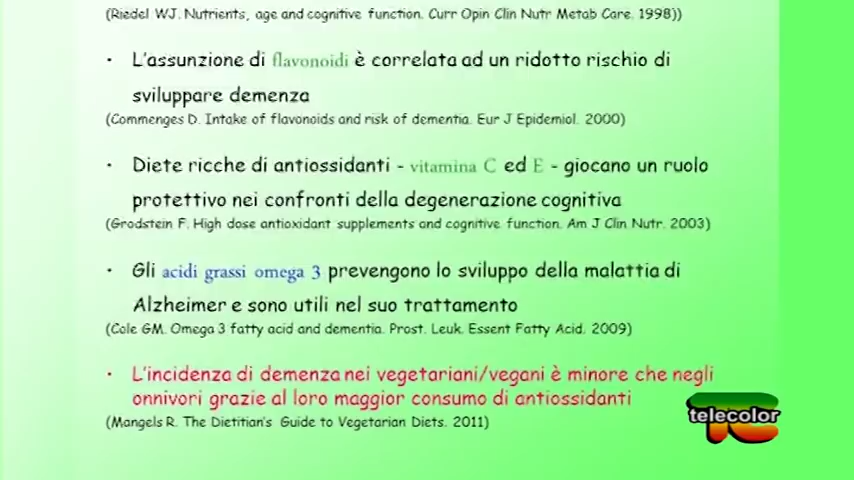 (Riedel WJ. Nutrients, age and cognitive function. Curr Opin Clin Nutr Metab Care. 1998))
• L'assunzione di flavonoidi è correlata ad un ridotto rischio di
sviluppare demenza
(Commenges D. Intake of flavonoids and risk of dementia. Eur J Epidemiol. 2000)
• Diete ricche di antiossidanti - vitamina C ed E - giocano un ruolo
protettivo nei confronti della degenerazione cognitiva
(Grodstein F. High dose antioxidant supplements and cognitive function. Am J Clin Nutr. 2003)
• Gli acidi grassi omega 3 prevengono lo sviluppo della malattia di
Alzheimer e sono utili nel suo trattamento
(Cole GM. Omega 3 fatty acid and dementia. Prost. Leuk. Essent Fatty Acid. 2009)
• L'incidenza di demenza nei vegetariani/vegani è minore che negli
onnivori grazie al loro maggior consumo di antiossidanti
(Mangels R. The Dietitian's Guide to Vegetarian Diets. 2011)
telecolor